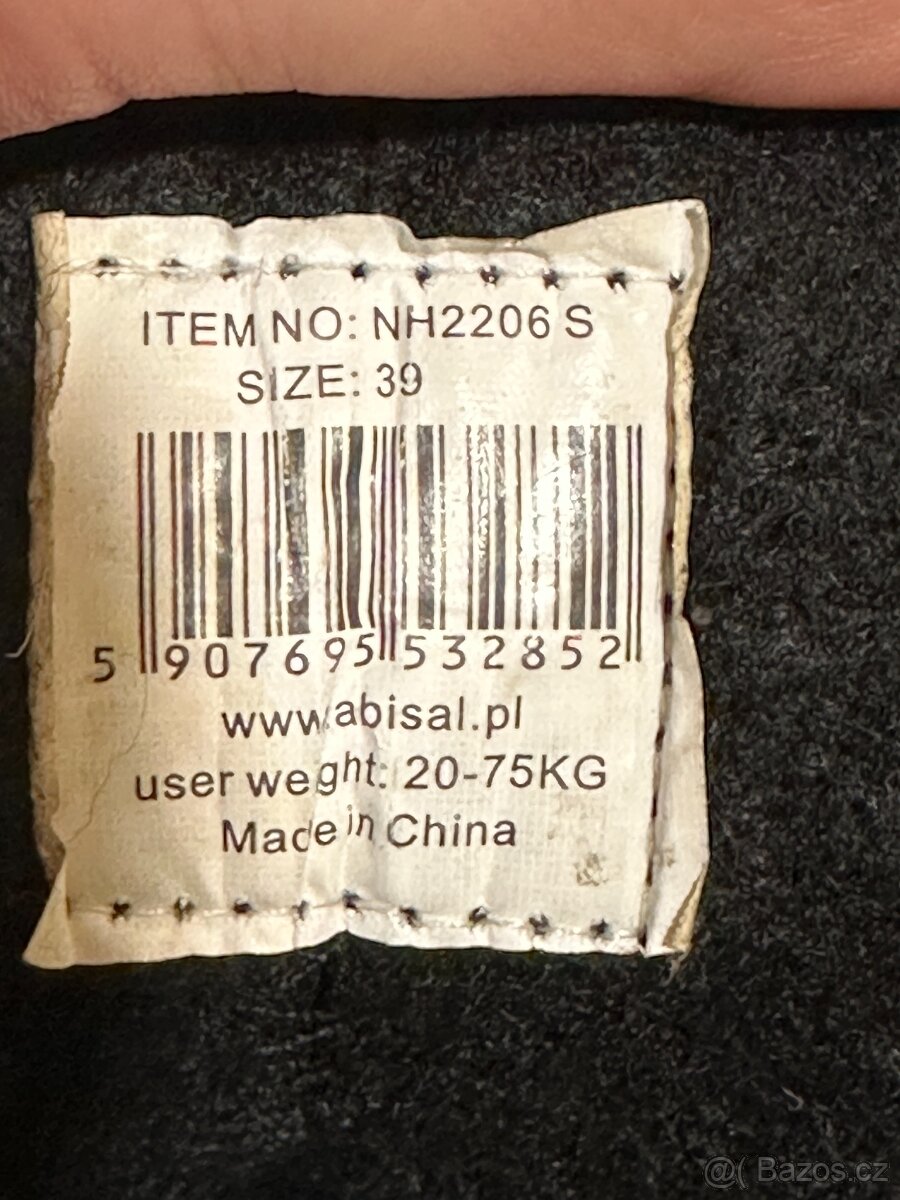 ITEM NO: NH2206 S
SIZE: 39
5 907695 532852
www.abisal.pl
user weight: 20-75KG
Made in China
@( Bazoš.cz